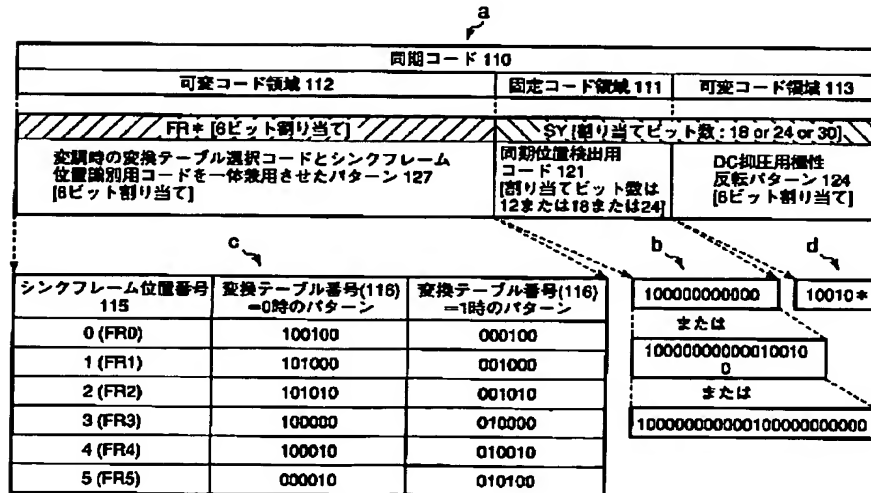 a
同期コード 110
可変コード領域 112
固定コード領域 111
可変コード領域 113
FR* [6ビット割り当て]
SY [割り当てビット数 : 18 or 24 or 30]
変調時の変換テーブル選択コードとシンクフレーム
位置識別用コードを一体兼用させたパターン 127
[6ビット割り当て]
同期位置検出用
コード 121
[割り当てビット数は
12または18または24]
DC抑圧用極性
反転パターン 124
[6ビット割り当て]
c
b
d
シンクフレーム位置番号
115
変換テーブル番号(116)
=0時のパターン
変換テーブル番号(116)
=1時のパターン
0 (FR0) 100100 000100
1 (FR1) 101000 001000
2 (FR2) 101010 001010
3 (FR3) 100000 010000
4 (FR4) 100010 010010
5 (FR5) 000010 010100
100000000000
10010*
または
10000000000010010
0
または
100000000000100000000000